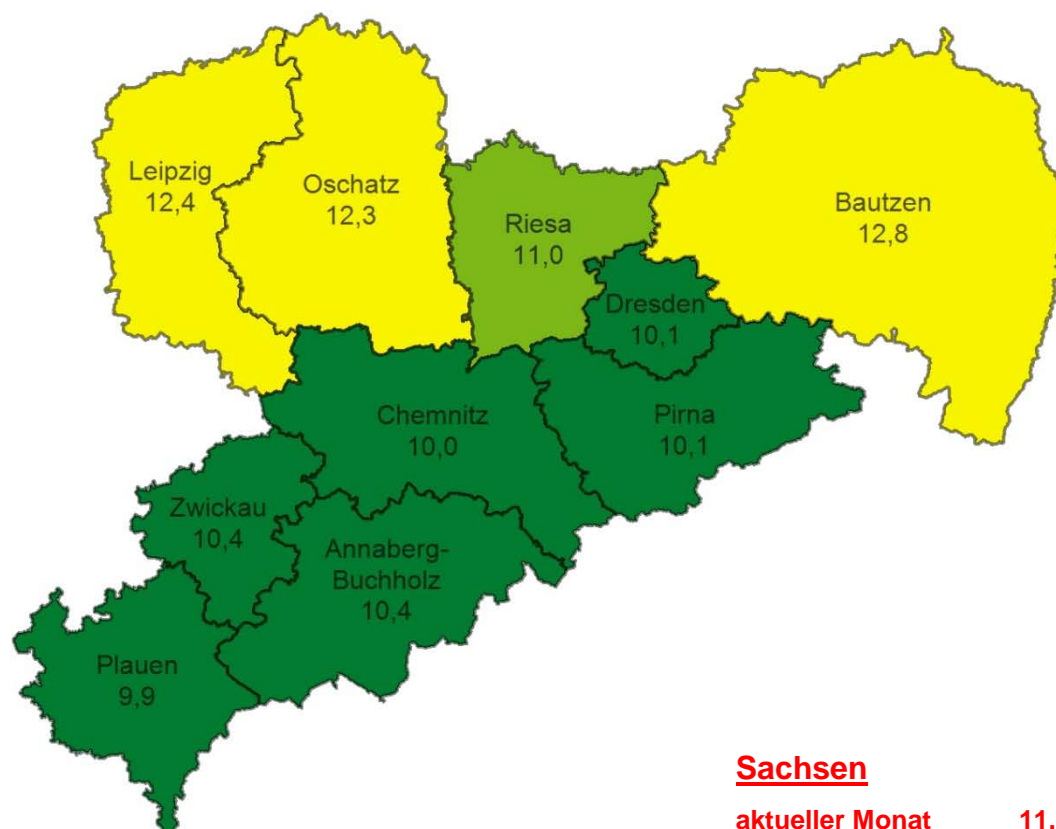 Leipzig
12,4
Oschatz
12,3
Riesa
11,0
Bautzen
12,8
Dresden
10,1
Chemnitz
10,0
Pirna
10,1
Zwickau
10,4
Annaberg-
Buchholz
10,4
Plauen
9,9
Sachsen
aktueller Monat 11,